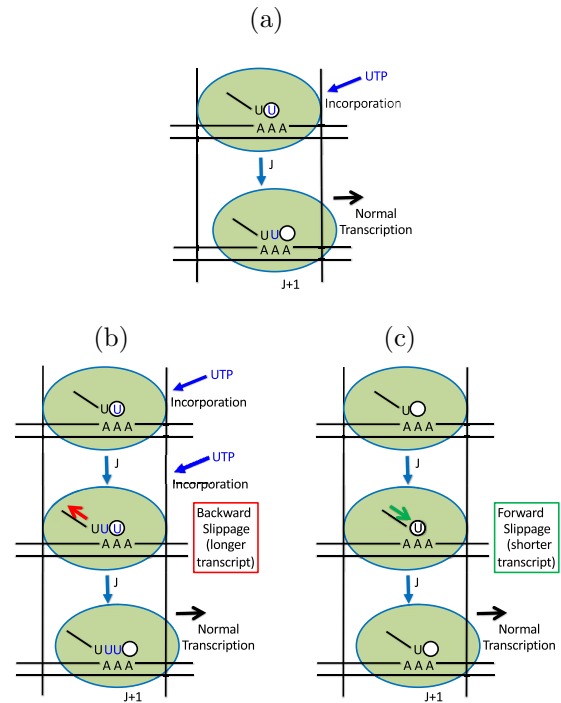 (a)
UTP
Incorporation
U U
A A A
J
Normal
Transcription
U U
A A A
J+1
(b)
UTP
Incorporation
U U
A A A
J
UTP
Incorporation
U U U
A A A
Backward
Slippage
(longer
transcript)
J
Normal
Transcription
U U U
A A A
J+1
(c)
U
A A A
J
U
A A A
Forward
Slippage
(shorter
transcript)
J
Normal
Transcription
U
A A A
J+1